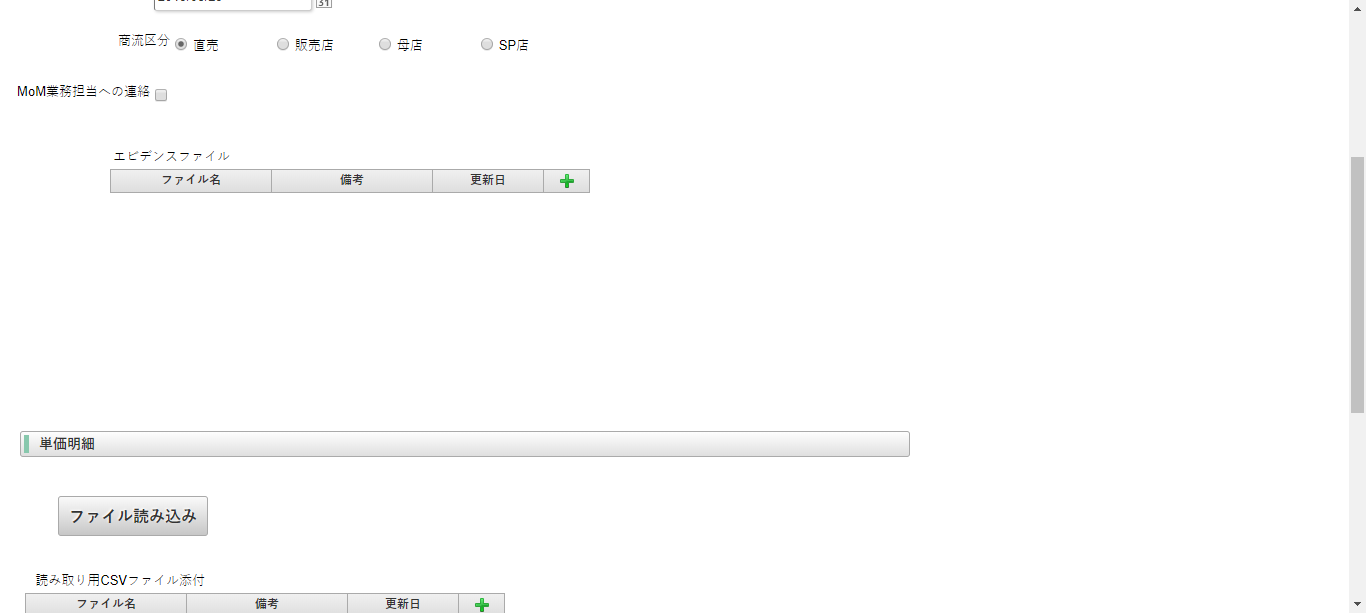 31
商流区分 直売 販売店 母店 SP店
MoM業務担当への連絡
エビデンスファイル
ファイル名 備考 更新日
単価明細
ファイル読み込み
読み取り用CSVファイル添付
ファイル名 備考 更新日